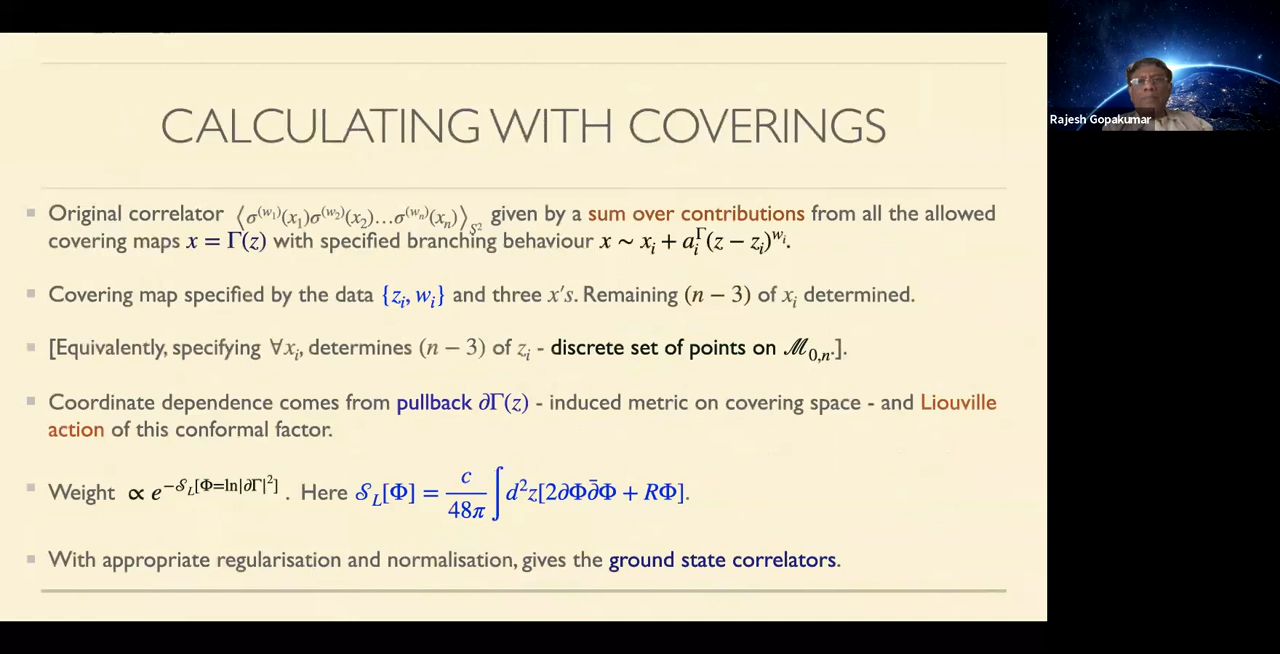 CALCULATING WITH COVERINGS
Original correlator ⟨σ^(w₁)(x₁)σ^(w₂)(x₂)…σ^(wₙ)(xₙ)⟩_S² given by a sum over contributions from all the allowed
covering maps x = Γ(z) with specified branching behaviour x ~ xᵢ + aᵢ^Γ(z − zᵢ)^wᵢ.
Covering map specified by the data {zᵢ, wᵢ} and three x's. Remaining (n − 3) of xᵢ determined.
[Equivalently, specifying ∀xᵢ, determines (n − 3) of zᵢ - discrete set of points on ℳ₀,ₙ.].
Coordinate dependence comes from pullback ∂Γ(z) - induced metric on covering space - and Liouville
action of this conformal factor.
Weight ∝ e^(−𝒮_L[Φ=ln|∂Γ|²]) . Here 𝒮_L[Φ] = c/48π ∫ d²z[2∂Φ∂̄Φ + RΦ].
With appropriate regularisation and normalisation, gives the ground state correlators.
Rajesh Gopakumar